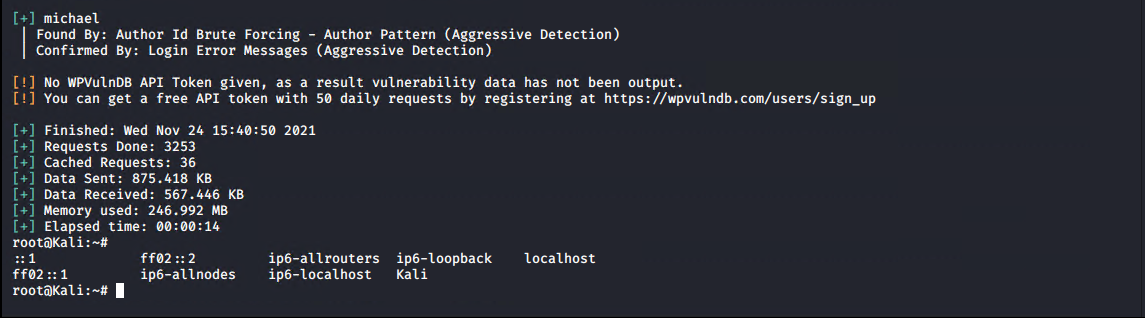 [+] michael
| Found By: Author Id Brute Forcing - Author Pattern (Aggressive Detection)
| Confirmed By: Login Error Messages (Aggressive Detection)
[!] No WPVulnDB API Token given, as a result vulnerability data has not been output.
[!] You can get a free API token with 50 daily requests by registering at https://wpvulndb.com/users/sign_up
[+] Finished: Wed Nov 24 15:40:50 2021
[+] Requests Done: 3253
[+] Cached Requests: 36
[+] Data Sent: 875.418 KB
[+] Data Received: 567.446 KB
[+] Memory used: 246.992 MB
[+] Elapsed time: 00:00:14
root@Kali:~#
::1 ff02::2 ip6-allrouters ip6-loopback localhost
ff02::1 ip6-allnodes ip6-localhost Kali
root@Kali:~#